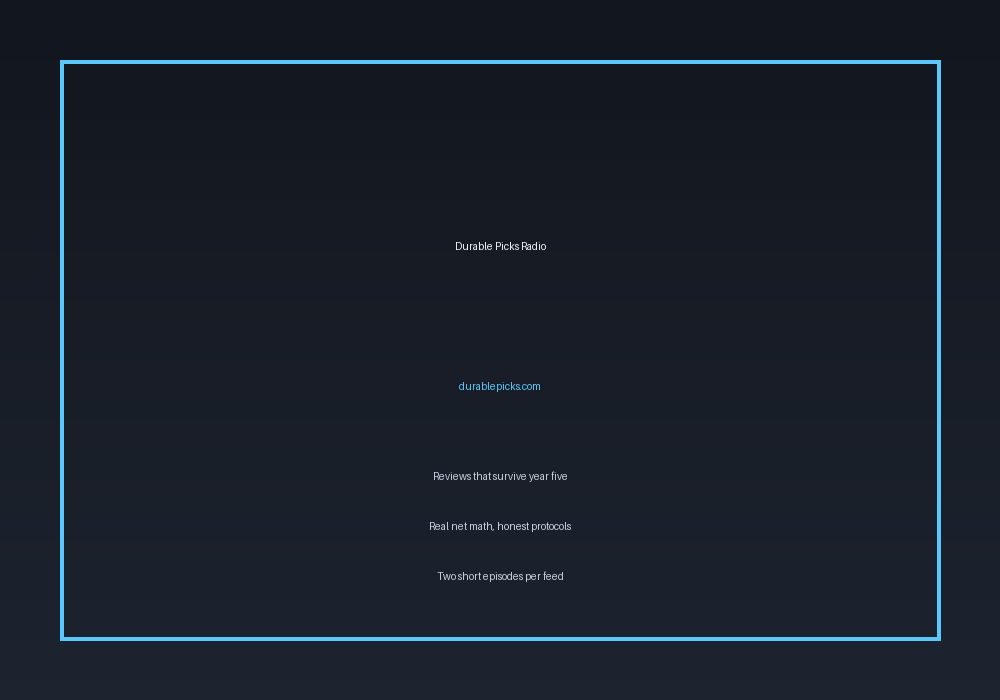 Durable Picks Radio
durablepicks.com
Reviews that survive year five
Real net math, honest protocols
Two short episodes per feed